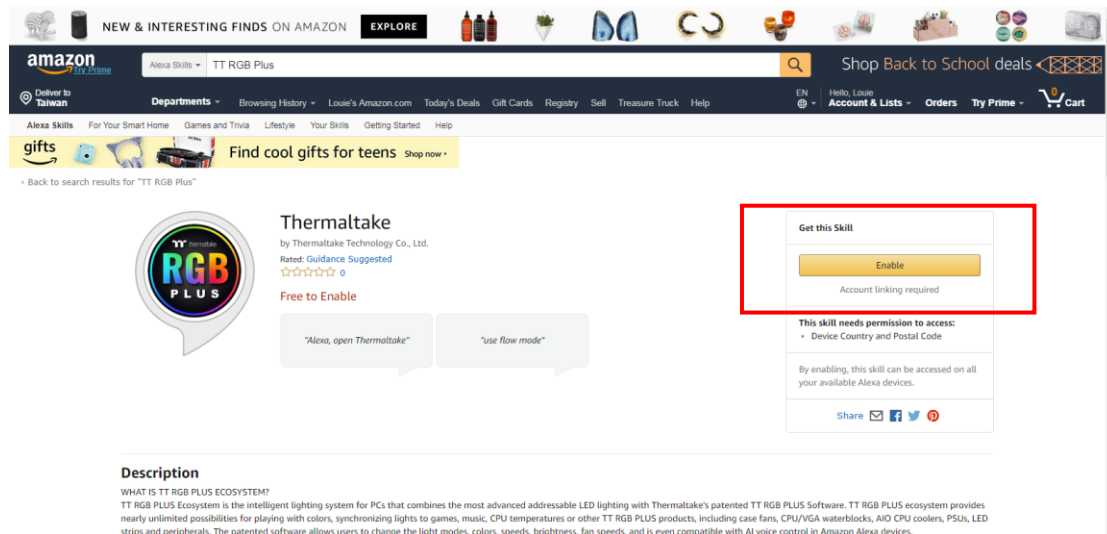 NEW & INTERESTING FINDS ON AMAZON EXPLORE
amazon
Try Prime
Alexa Skills TT RGB Plus
Shop Back to School deals
Deliver to
Taiwan
Departments Browsing History Louie's Amazon.com Today's Deals Gift Cards Registry Sell Treasure Truck Help
EN
Hello, Louie
Account & Lists Orders Try Prime 0 Cart
Alexa Skills For Your Smart Home Games and Trivia Lifestyle Your Skills Getting Started Help
gifts Find cool gifts for teens Shop now ›
‹ Back to search results for "TT RGB Plus"
thermaltake
RGB
PLUS
Thermaltake
by Thermaltake Technology Co., Ltd.
Rated: Guidance Suggested
0
Free to Enable
"Alexa, open Thermaltake" "use flow mode"
Get this Skill
Enable
Account linking required
This skill needs permission to access:
• Device Country and Postal Code
By enabling, this skill can be accessed on all
your available Alexa devices.
Share
Description
WHAT IS TT RGB PLUS ECOSYSTEM?
TT RGB PLUS Ecosystem is the intelligent lighting system for PCs that combines the most advanced addressable LED lighting with Thermaltake's patented TT RGB PLUS Software. TT RGB PLUS ecosystem provides
nearly unlimited possibilities for playing with colors, synchronizing lights to games, music, CPU temperatures or other TT RGB PLUS products, including case fans, CPU/VGA waterblocks, AIO CPU coolers, PSUs, LED
strips and peripherals. The patented software allows users to change the light modes, colors, speeds, brightness, fan speeds, and is even compatible with AI voice control in Amazon Alexa devices.